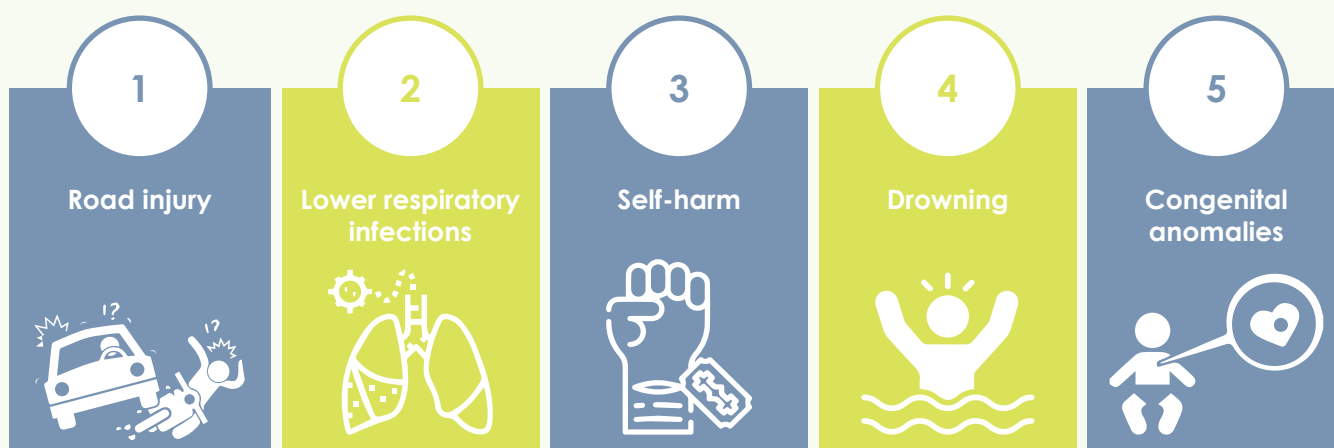 1
Road injury
2
Lower respiratory
infections
3
Self-harm
4
Drowning
5
Congenital
anomalies
!?
!?